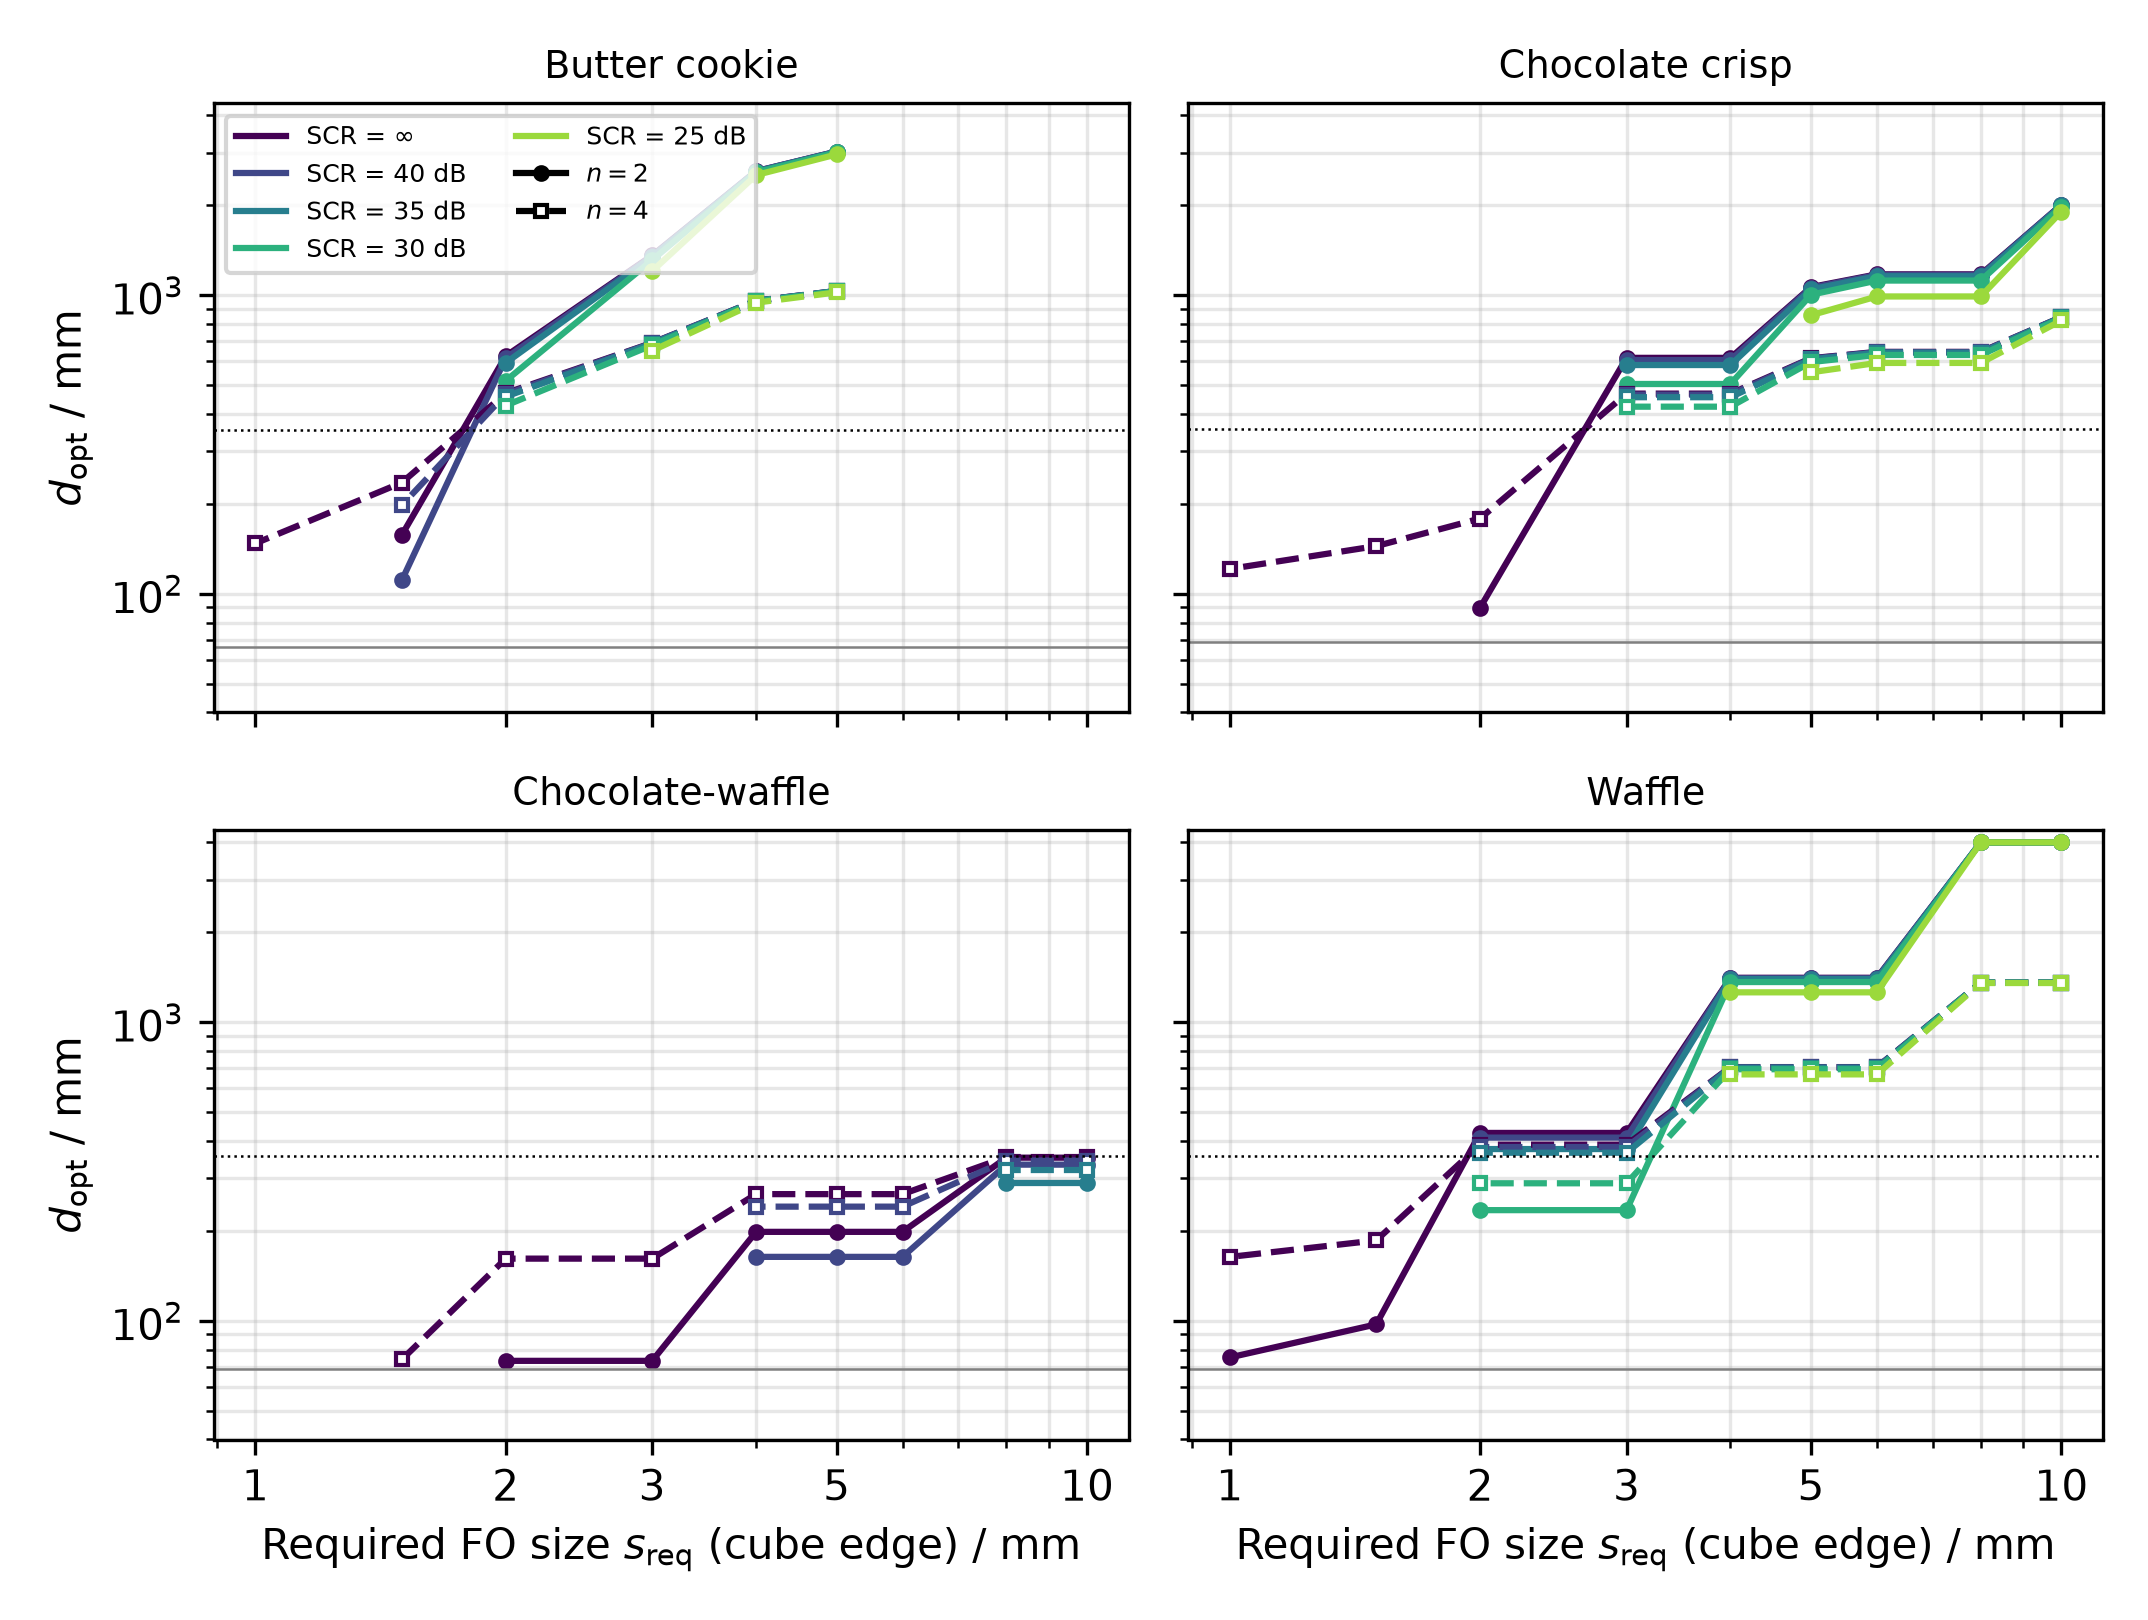 Butter cookie
Chocolate crisp
SCR = ∞
SCR = 40 dB
SCR = 35 dB
SCR = 30 dB
SCR = 25 dB
n = 2
n = 4
10³
10²
d_opt / mm
Chocolate-waffle
Waffle
10³
10²
d_opt / mm
1 2 3 5 10
1 2 3 5 10
Required FO size s_req (cube edge) / mm
Required FO size s_req (cube edge) / mm